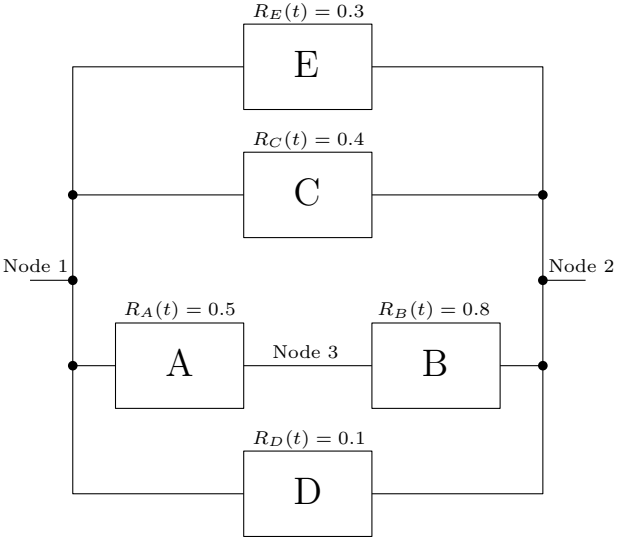 R_E(t) = 0.3
E
R_C(t) = 0.4
C
Node 1
Node 2
R_A(t) = 0.5
R_B(t) = 0.8
A
Node 3
B
R_D(t) = 0.1
D